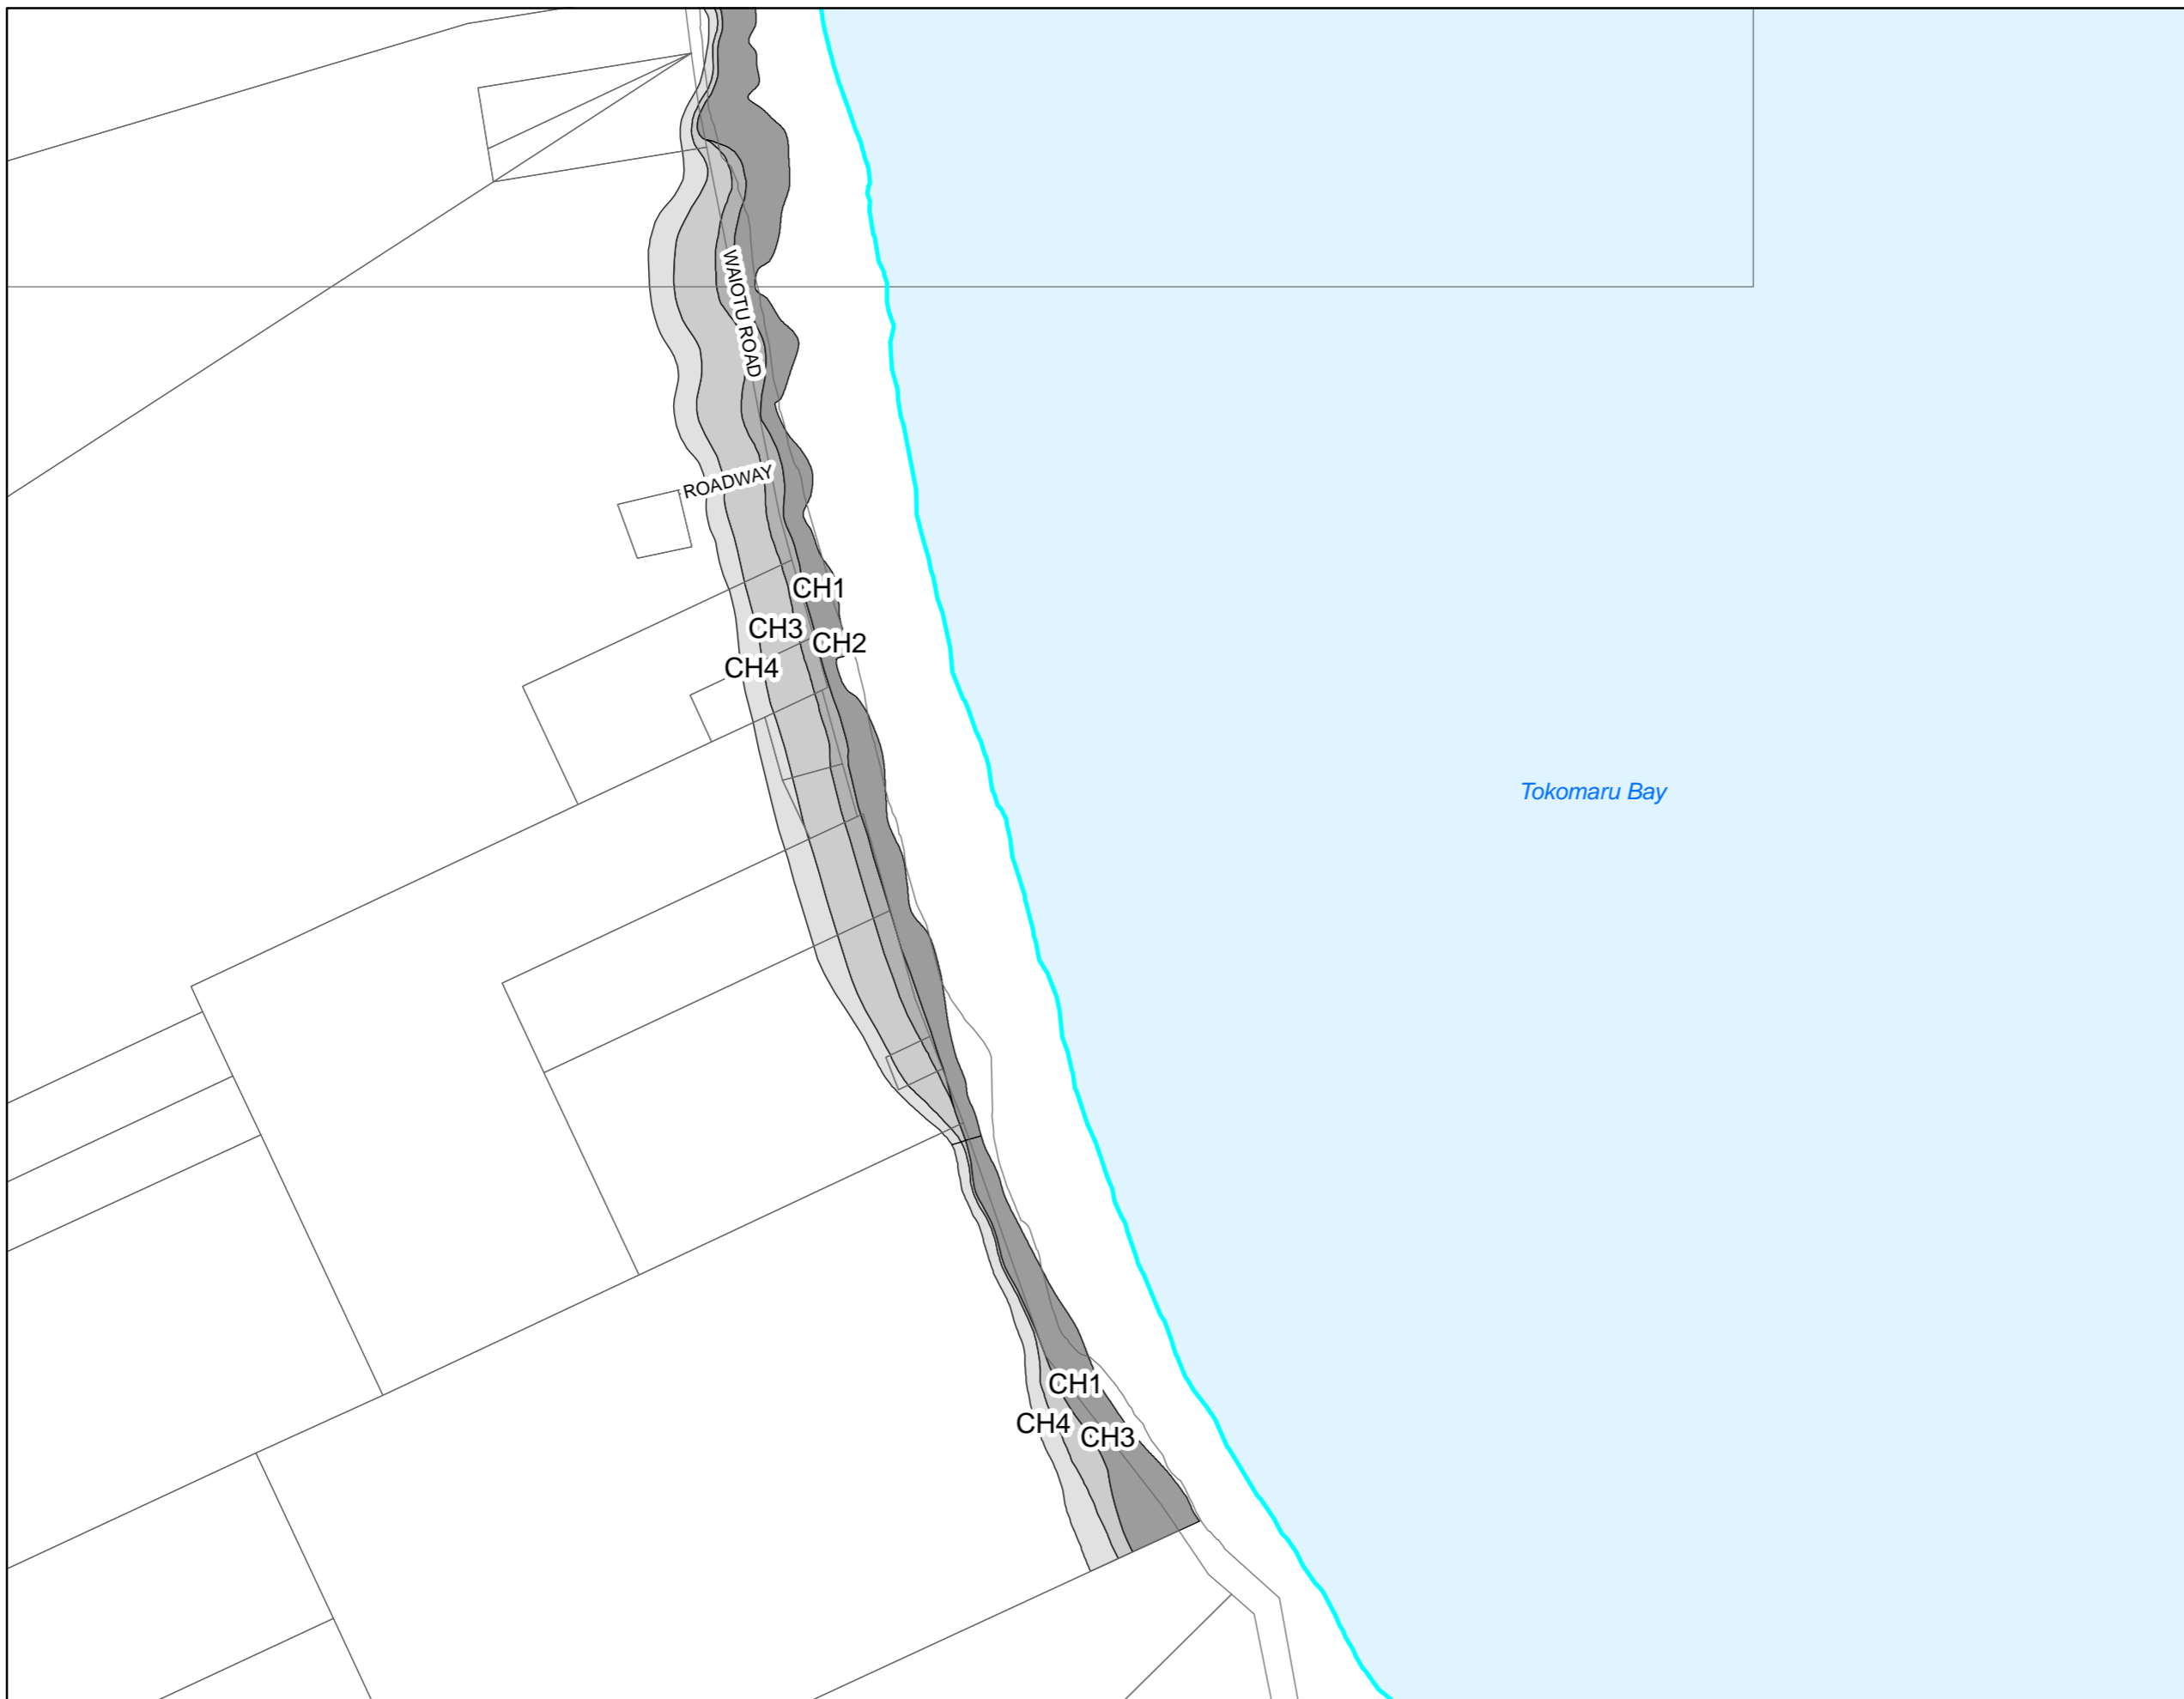 WAIOTU ROAD
ROADWAY
CH1
CH3
CH2
CH4
Tokomaru Bay
CH1
CH4
CH3